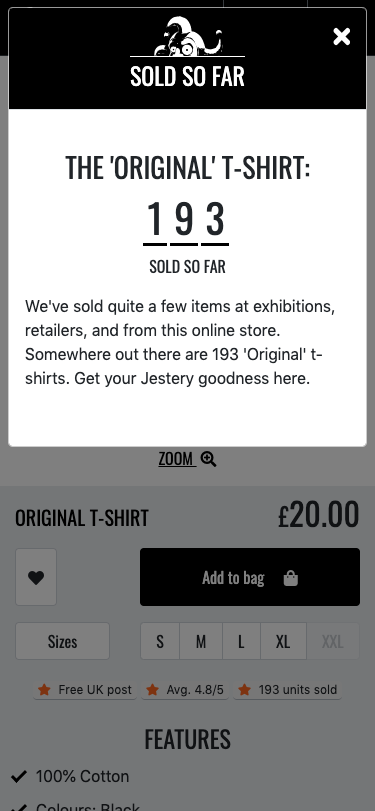 SOLD SO FAR
THE 'ORIGINAL' T-SHIRT:
193
SOLD SO FAR
We've sold quite a few items at exhibitions,
retailers, and from this online store.
Somewhere out there are 193 'Original' t-
shirts. Get your Jestery goodness here.
ZOOM
ORIGINAL T-SHIRT £20.00
Add to bag
Sizes S M L XL XXL
Free UK post Avg. 4.8/5 193 units sold
FEATURES
100% Cotton
Colours: Black